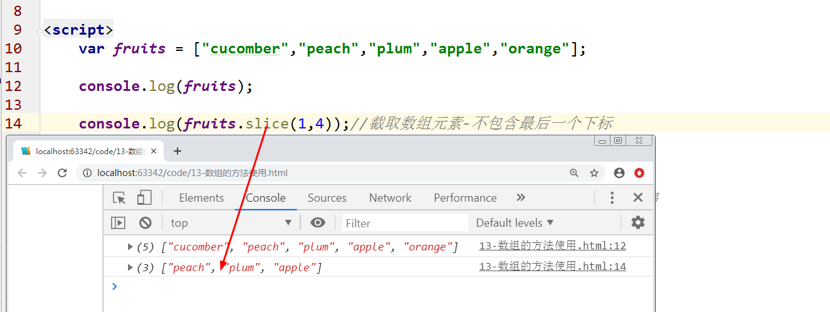 8
9 <script>
10 var fruits = ["cucomber","peach","plum","apple","orange"];
11
12 console.log(fruits);
13
14 console.log(fruits.slice(1,4));//截取数组元素-不包含最后一个下标
localhost:63342/code/13-数组
localhost:63342/code/13-数组的方法使用.html
Elements Console Sources Network Performance »
top Filter Default levels ▼
(5) ["cucomber", "peach", "plum", "apple", "orange"] 13-数组的方法使用.html:12
(3) ["peach", "plum", "apple"] 13-数组的方法使用.html:14
>